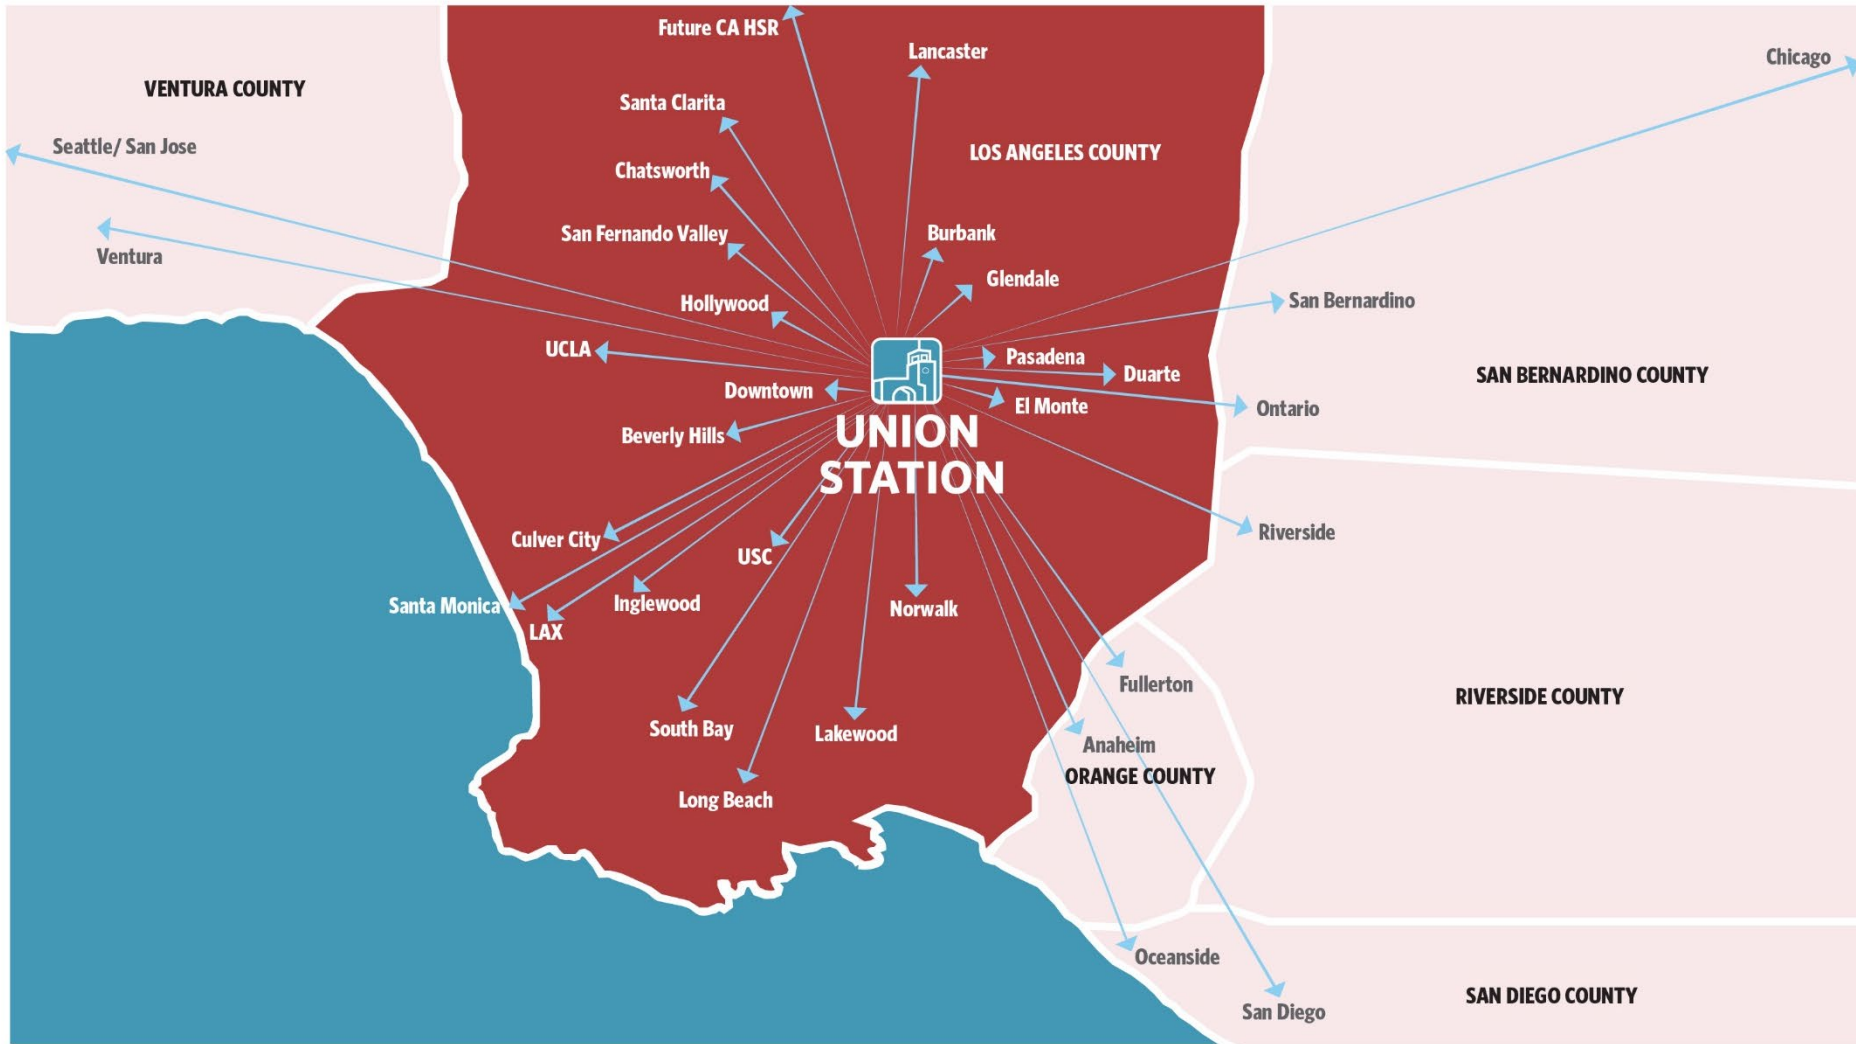 Future CA HSR
Lancaster
Chicago
VENTURA COUNTY
Santa Clarita
Seattle/ San Jose
LOS ANGELES COUNTY
Chatsworth
San Fernando Valley
Burbank
Ventura
Glendale
Hollywood
San Bernardino
UCLA
Pasadena
Duarte
SAN BERNARDINO COUNTY
Downtown
El Monte
Ontario
Beverly Hills
UNION
STATION
Culver City
USC
Riverside
Santa Monica
Inglewood
Norwalk
LAX
Fullerton
RIVERSIDE COUNTY
South Bay
Lakewood
Anaheim
ORANGE COUNTY
Long Beach
Oceanside
San Diego
SAN DIEGO COUNTY